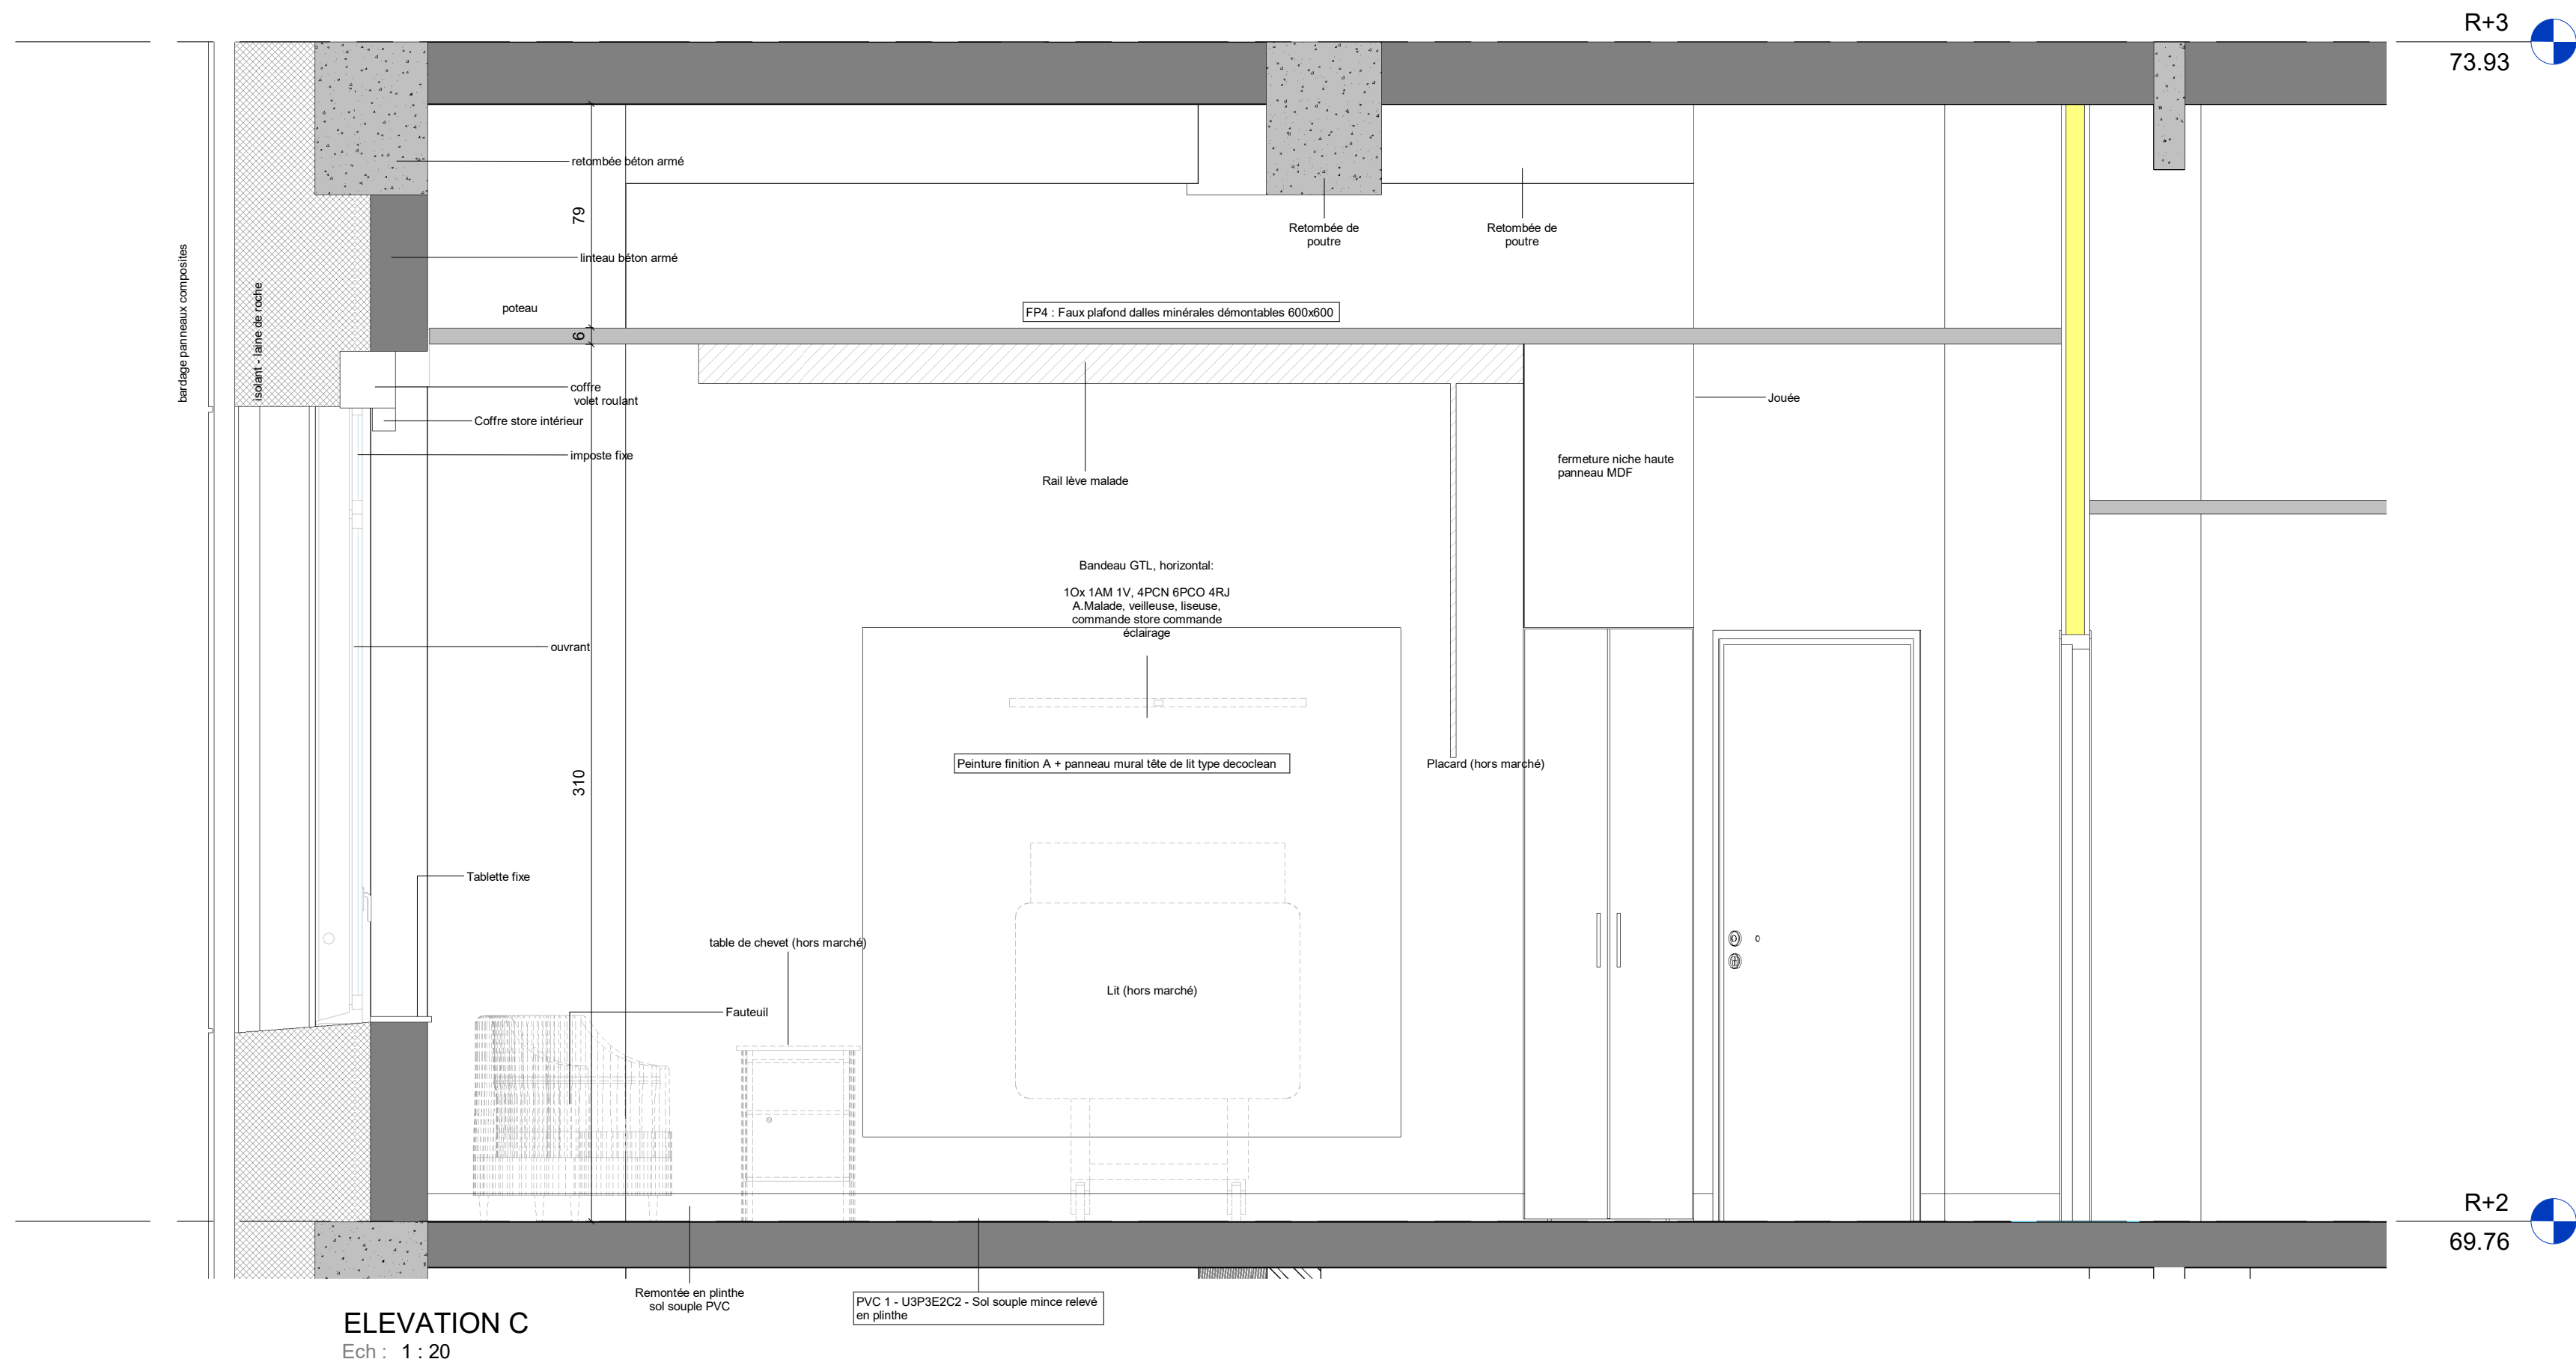 R+3
73.93
retombée béton armé
79
Retombée de
poutre
Retombée de
poutre
bardage panneaux composites
linteau béton armé
isolant - laine de roche
poteau
FP4 : Faux plafond dalles minérales démontables 600x600
6
coffre
volet roulant
Jouée
Coffre store intérieur
imposte fixe
fermeture niche haute
panneau MDF
Rail lève malade
Bandeau GTL, horizontal:
1Ox 1AM 1V, 4PCN 6PCO 4RJ
A.Malade, veilleuse, liseuse,
commande store commande
éclairage
ouvrant
310
Peinture finition A + panneau mural tête de lit type decoclean
Placard (hors marché)
Tablette fixe
table de chevet (hors marché)
Lit (hors marché)
Fauteuil
R+2
69.76
Remontée en plinthe
sol souple PVC
PVC 1 - U3P3E2C2 - Sol souple mince relevé
en plinthe
ELEVATION C
Ech : 1 : 20